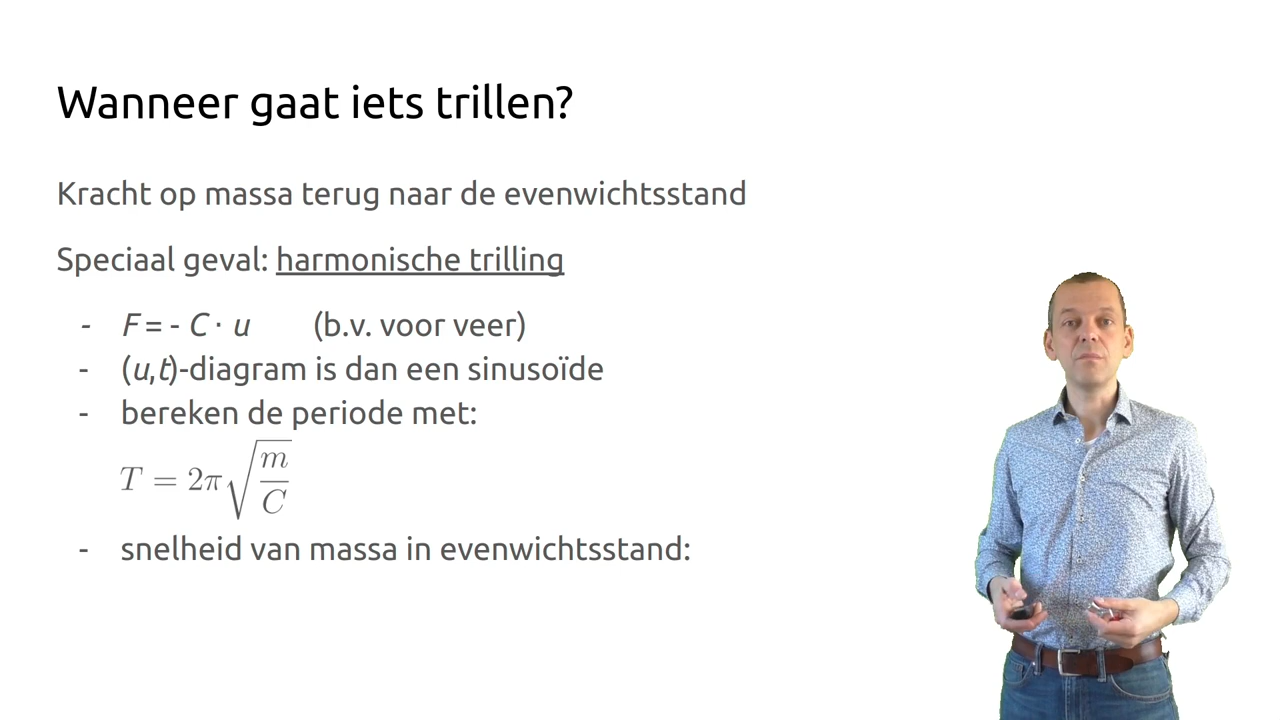 Wanneer gaat iets trillen?
Kracht op massa terug naar de evenwichtsstand
Speciaal geval: harmonische trilling
- F = - C · u (b.v. voor veer)
- (u,t)-diagram is dan een sinusoïde
- bereken de periode met:
T = 2π√(m/C)
- snelheid van massa in evenwichtsstand: